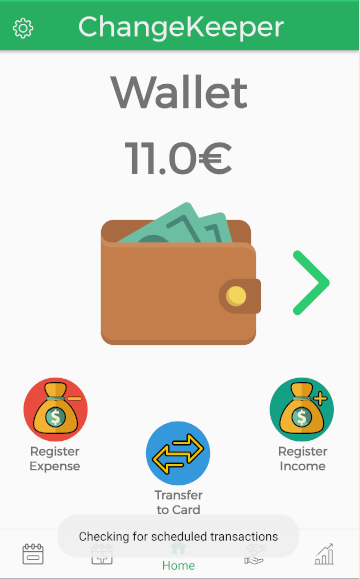 ChangeKeeper
Wallet
11.0€
$
$
Register
Expense
Register
Income
Transfer
to Card
Checking for scheduled transactions
Home